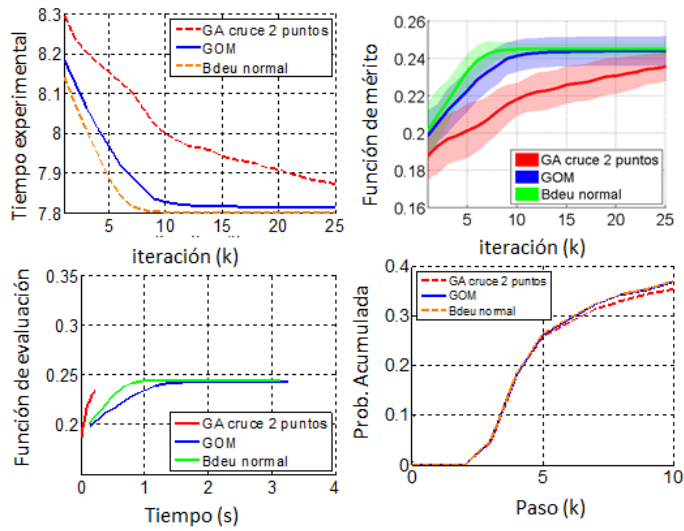 8.3
8.2
8.1
8
7.9
7.8
Tiempo experimental
GA cruce 2 puntos
GOM
Bdeu normal
5
10
15
20
25
iteración (k)
0.26
0.24
0.22
0.2
0.18
0.16
Función de mérito
GA cruce 2 puntos
GOM
Bdeu normal
5
10
15
20
25
iteración (k)
0.35
0.3
0.25
0.2
Función de evaluación
GA cruce 2 puntos
GOM
Bdeu normal
0
1
2
3
4
Tiempo (s)
0.4
0.3
0.2
0.1
0
Prob. Acumulada
GA cruce 2 puntos
GOM
Bdeu normal
0
5
10
Paso (k)